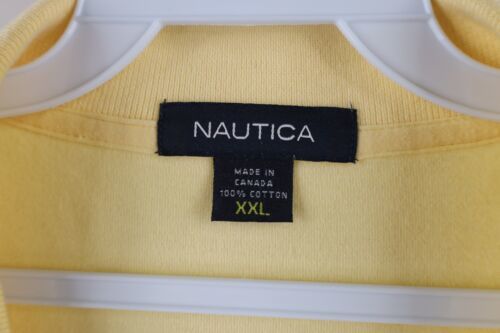 NAUTICA
MADE IN
CANADA
100% COTTON
XXL